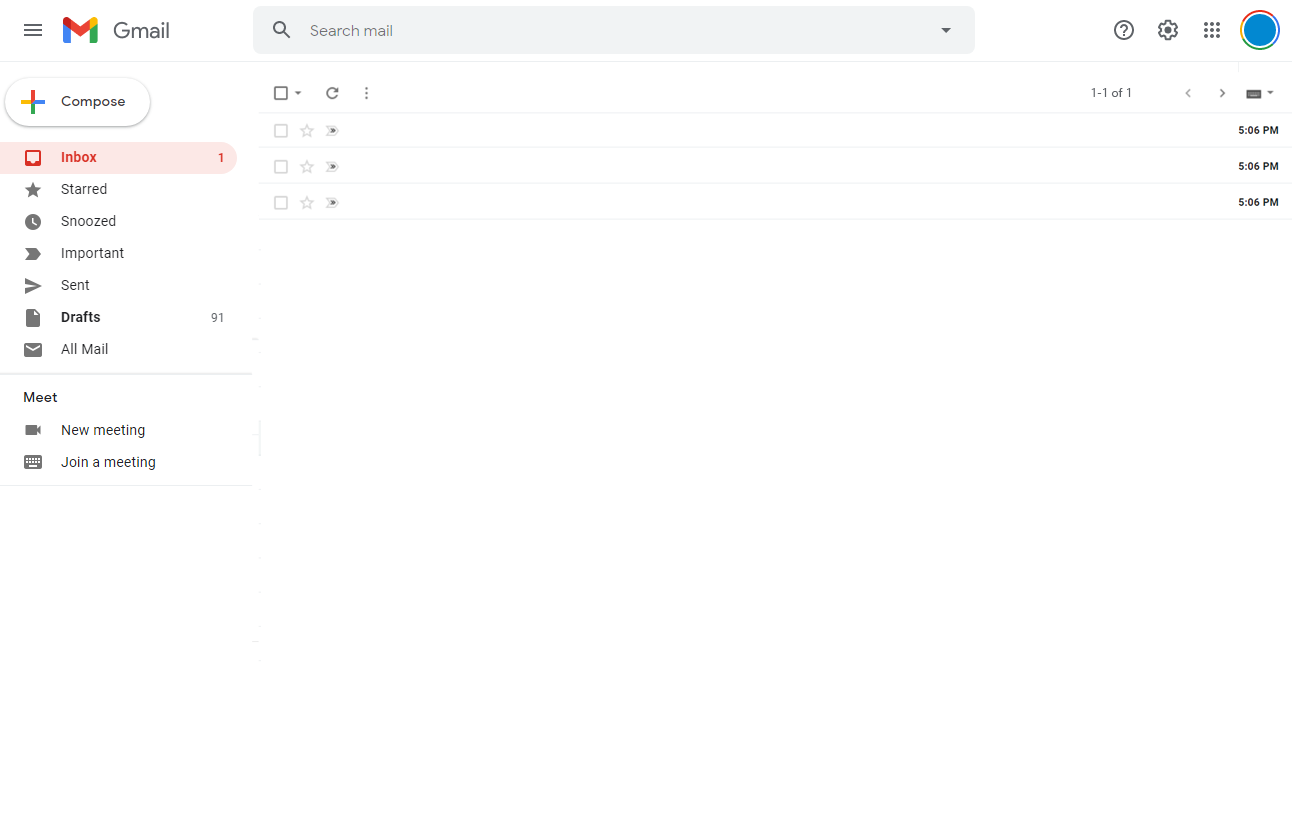 Gmail
Search mail
Compose
1-1 of 1
5:06 PM
5:06 PM
5:06 PM
Inbox 1
Starred
Snoozed
Important
Sent
Drafts 91
All Mail
Meet
New meeting
Join a meeting